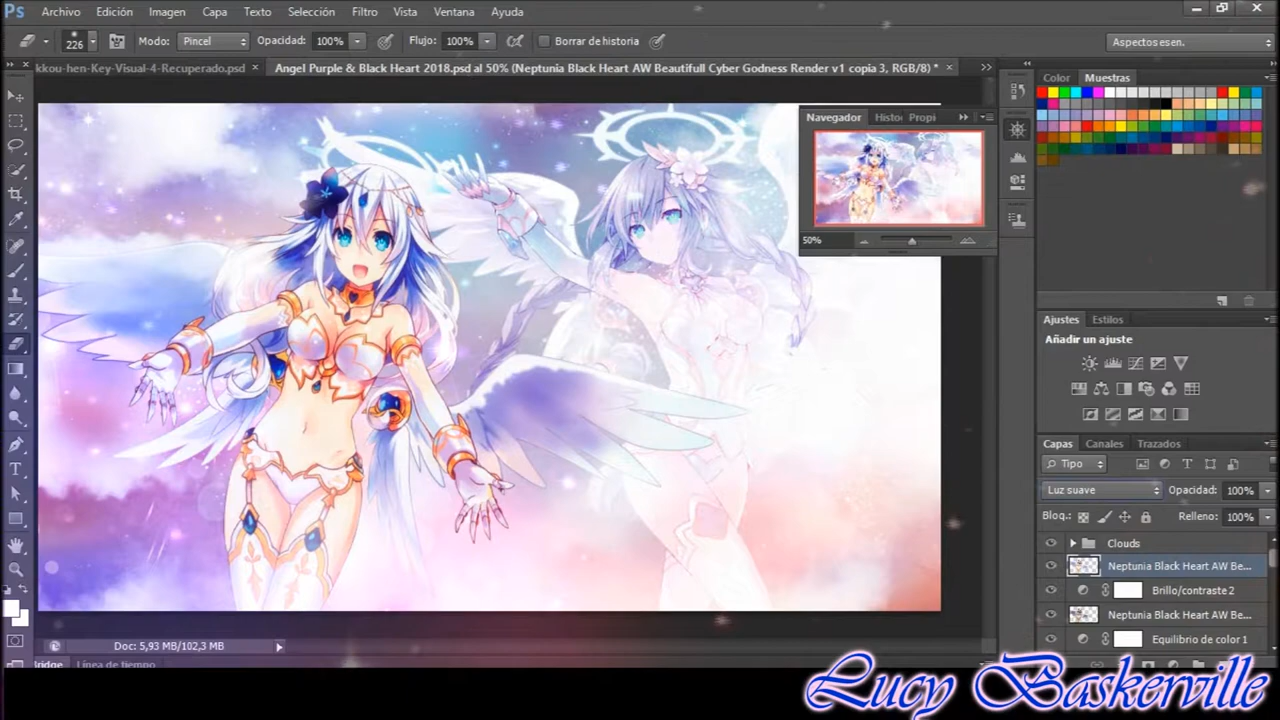 Ps Archivo Edición Imagen Capa Texto Selección Filtro Vista Ventana Ayuda
226 Modo: Pincel Opacidad: 100% Flujo: 100% Borrar de historia Aspectos esen.
kkou-hen-Key-Visual-4-Recuperado.psd × Angel Purple & Black Heart 2018.psd al 50% (Neptunia Black Heart AW Beautifull Cyber Godness Render v1 copia 3, RGB/8) * ×
Color Muestras
Navegador Histo Propi
50%
Ajustes Estilos
Añadir un ajuste
Capas Canales Trazados
Tipo
Luz suave Opacidad: 100%
Bloq.: Relleno: 100%
Clouds
Neptunia Black Heart AW Be...
Brillo/contraste 2
Neptunia Black Heart AW Be...
Equilibrio de color 1
Doc: 5,93 MB/102,3 MB
Bridge Línea de tiempo
Lucy Baskerville